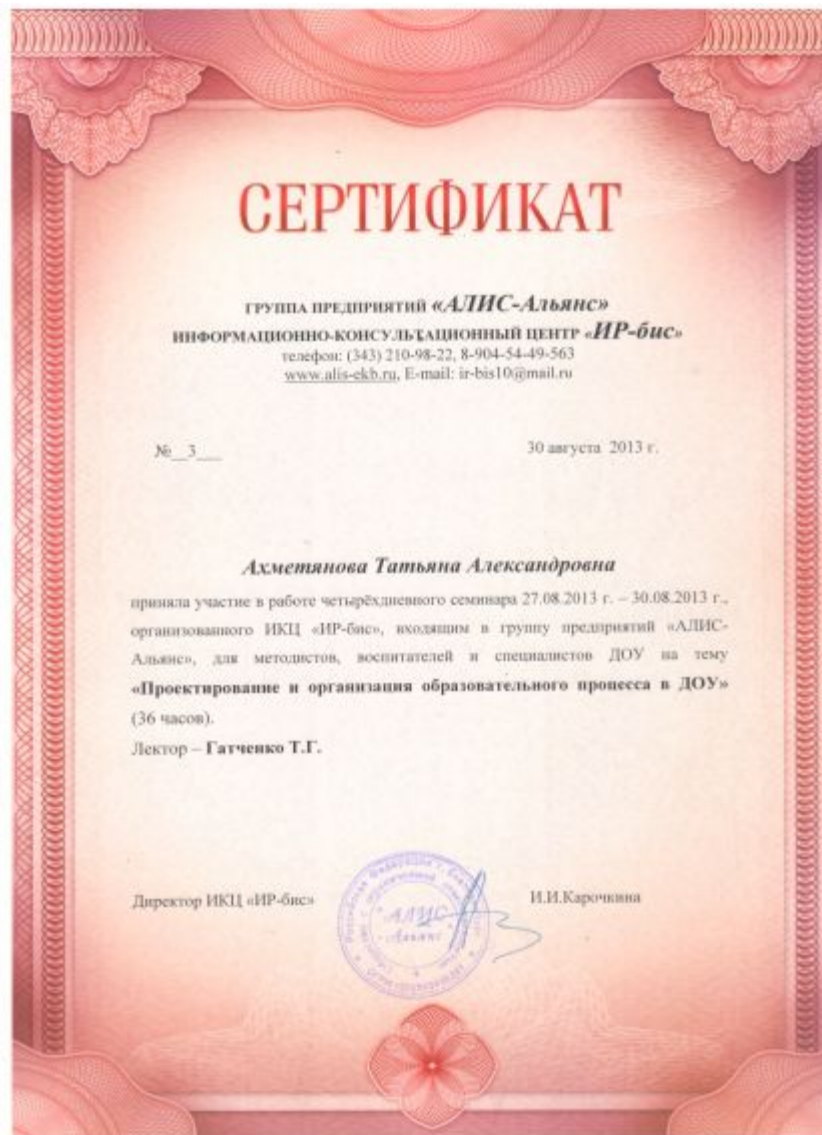 СЕРТИФИКАТ
ГРУППА ПРЕДПРИЯТИЙ «АЛИС-Альянс»
ИНФОРМАЦИОННО-КОНСУЛЬТАЦИОННЫЙ ЦЕНТР «ИР-бис»
телефон: (343) 210-98-22, 8-904-54-49-563
www.alis-ekb.ru, E-mail: ir-bis10@mail.ru
№__3___ 30 августа 2013 г.
Ахметянова Татьяна Александровна
приняла участие в работе четырёхдневного семинара 27.08.2013 г. – 30.08.2013 г.,
организованного ИКЦ «ИР-бис», входящим в группу предприятий «АЛИС-
Альянс», для методистов, воспитателей и специалистов ДОУ на тему
«Проектирование и организация образовательного процесса в ДОУ»
(36 часов).
Лектор – Гатченко Т.Г.
Директор ИКЦ «ИР-бис» И.И.Карочкина
Российская Федерация г.
"АЛИС
Альянс"